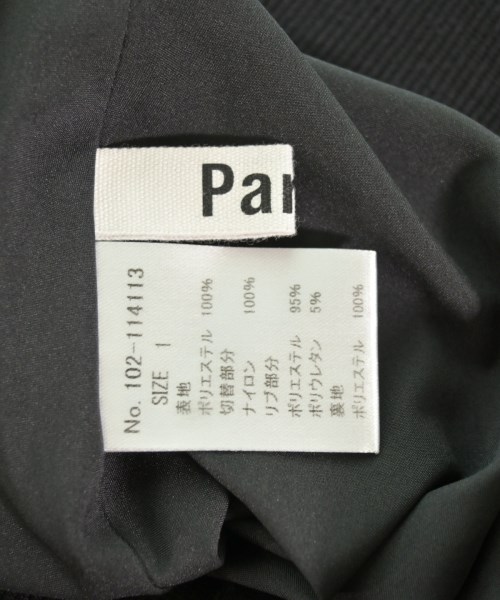 Par
No. 102-114113
SIZE 1
表地
ポリエステル 100%
切替部分
ナイロン 100%
リブ部分
ポリエステル 95%
ポリウレタン 5%
裏地
ポリエステル 100%